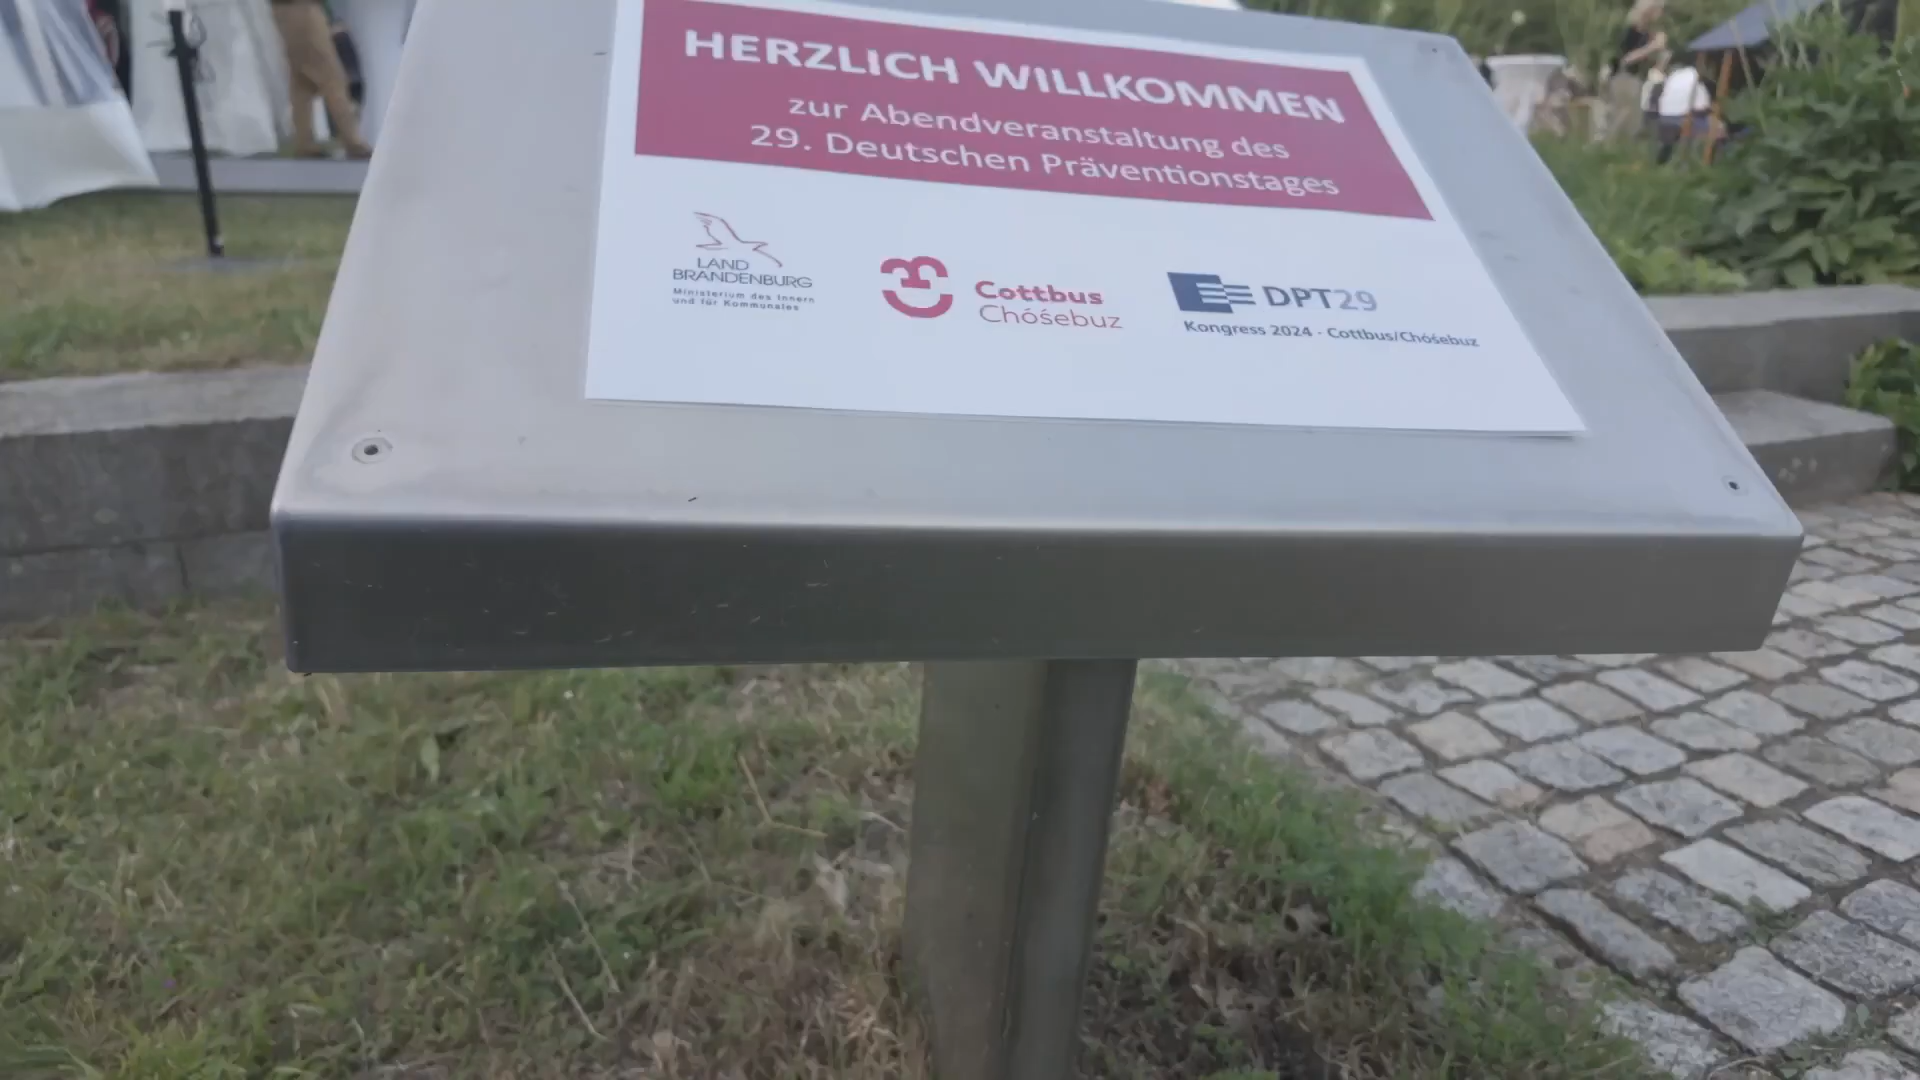 HERZLICH WILLKOMMEN
zur Abendveranstaltung des
29. Deutschen Präventionstages
LAND
BRANDENBURG
Ministerium des Innern
und für Kommunales
Cottbus
Chóśebuz
DPT29
Kongress 2024 · Cottbus/Chóśebuz